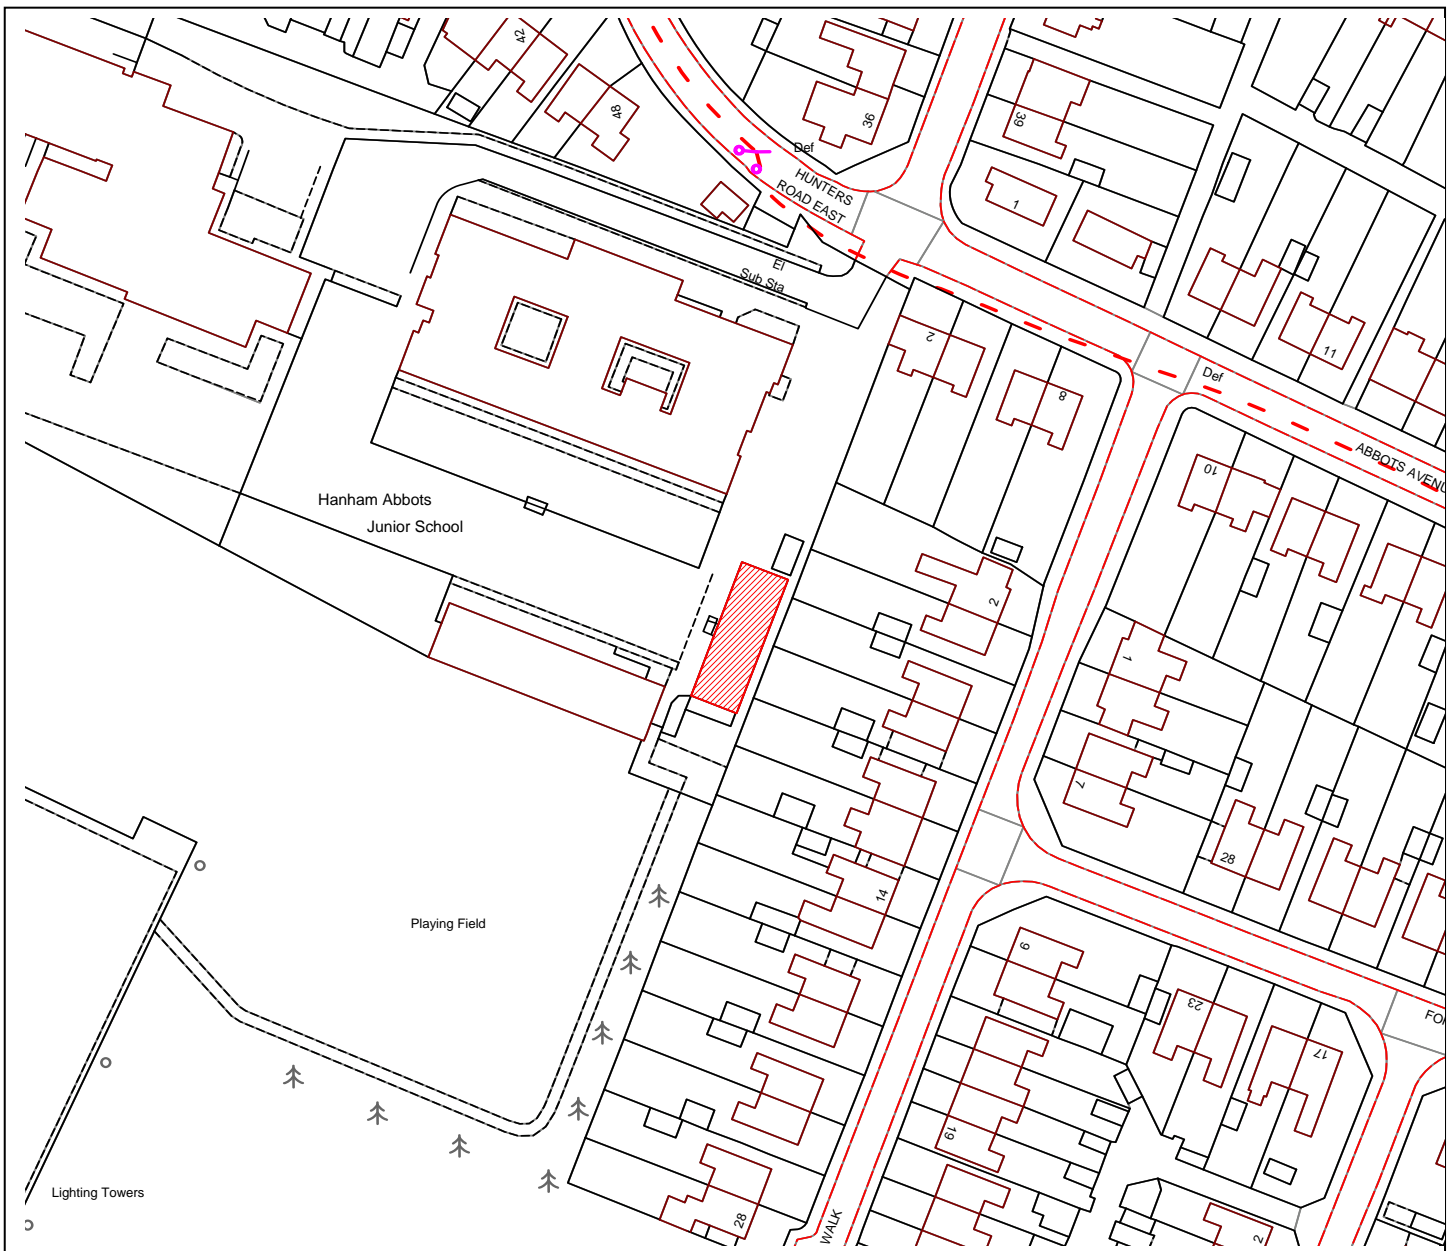 42
48
36
Def
HUNTERS
ROAD EAST
39
1
El
Sub Sta
2
8
11
Def
ABBOTS AVENU
10
Hanham Abbots
Junior School
2
1
7
28
14
Playing Field
9
23
17
FO
19
Lighting Towers
28
WALK
2